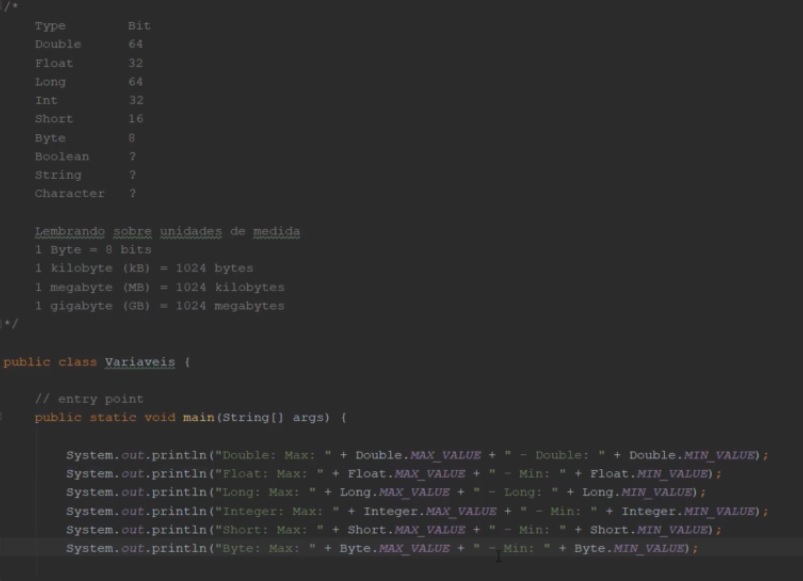 /*
Type Bit
Double 64
Float 32
Long 64
Int 32
Short 16
Byte 8
Boolean ?
String ?
Character ?
Lembrando sobre unidades de medida
1 Byte = 8 bits
1 kilobyte (kB) = 1024 bytes
1 megabyte (MB) = 1024 kilobytes
1 gigabyte (GB) = 1024 megabytes
*/
public class Variaveis {
// entry point
public static void main(String[] args) {
System.out.println("Double: Max: " + Double.MAX_VALUE + " - Double: " + Double.MIN_VALUE);
System.out.println("Float: Max: " + Float.MAX_VALUE + " - Min: " + Float.MIN_VALUE);
System.out.println("Long: Max: " + Long.MAX_VALUE + " - Long: " + Long.MIN_VALUE);
System.out.println("Integer: Max: " + Integer.MAX_VALUE + " - Min: " + Integer.MIN_VALUE);
System.out.println("Short: Max: " + Short.MAX_VALUE + " - Min: " + Short.MIN_VALUE);
System.out.println("Byte: Max: " + Byte.MAX_VALUE + " - Min: " + Byte.MIN_VALUE);